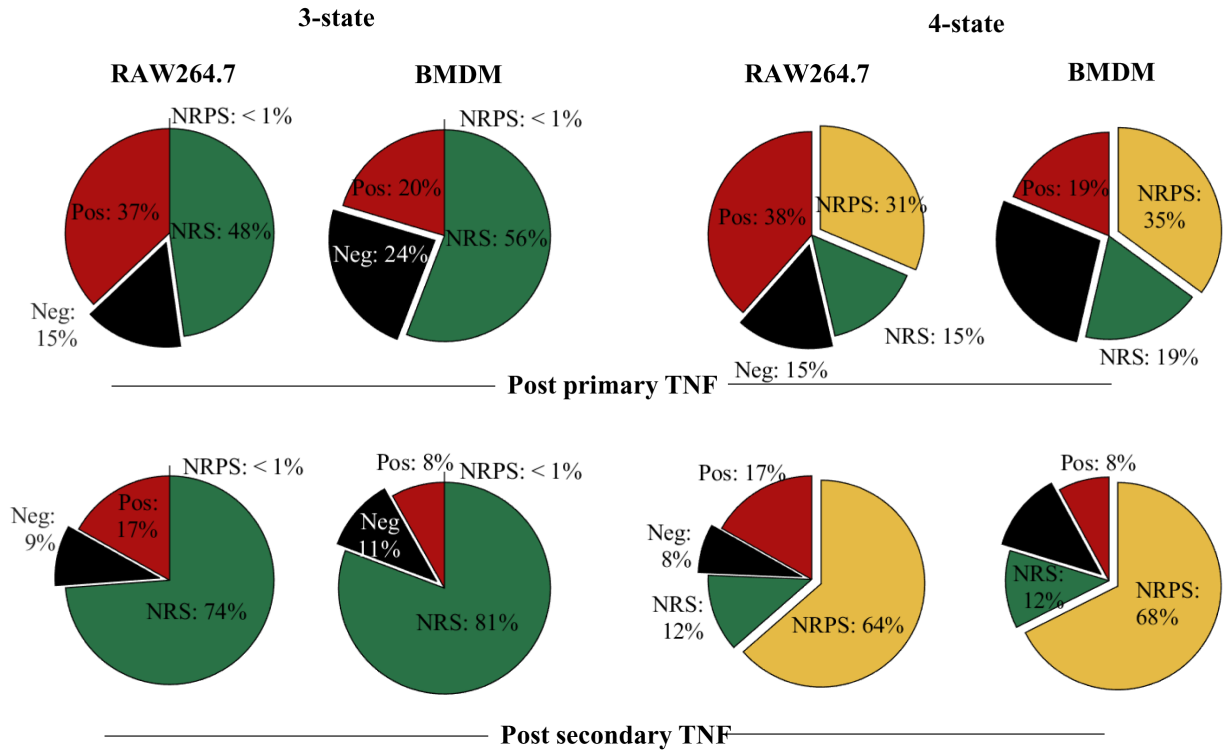 3-state
4-state
RAW264.7
BMDM
RAW264.7
BMDM
NRPS: < 1%
Pos: 37%
NRS: 48%
Neg:
15%
NRPS: < 1%
Pos: 20%
NRS: 56%
Neg: 24%
NRPS: 31%
Pos: 38%
NRS: 15%
Neg: 15%
Pos: 19%
NRPS:
35%
NRS: 19%
Post primary TNF
NRPS: < 1%
Pos:
17%
Neg:
9%
NRS: 74%
Pos: 8%
NRPS: < 1%
Neg
11%
NRS: 81%
Pos: 17%
Neg:
8%
NRS:
12%
NRPS: 64%
Pos: 8%
NRS:
12%
NRPS:
68%
Post secondary TNF